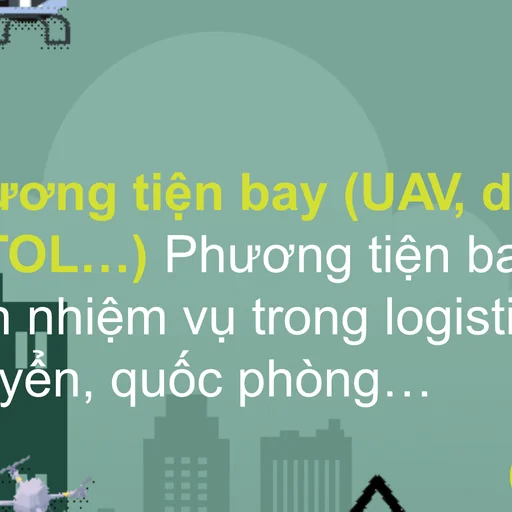 ương tiện bay (UAV, d
TOL…) Phương tiện ba
n nhiệm vụ trong logisti
yển, quốc phòng…